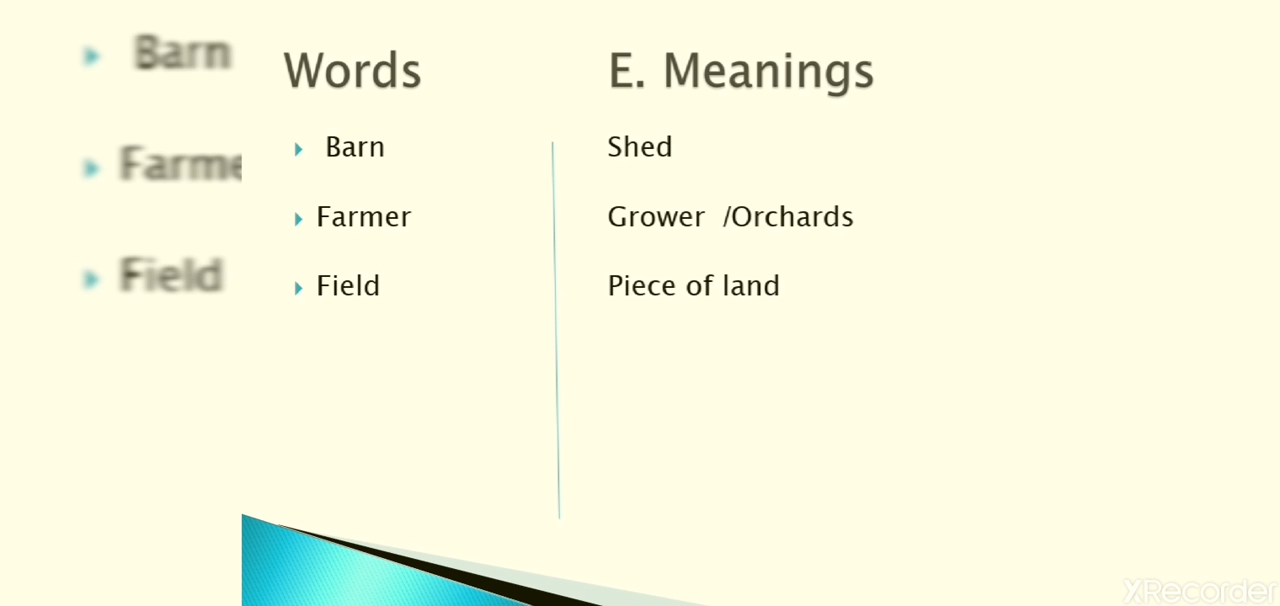 Barn
Farme
Field
Words E. Meanings
Barn Shed
Farmer Grower /Orchards
Field Piece of land
XRecorder